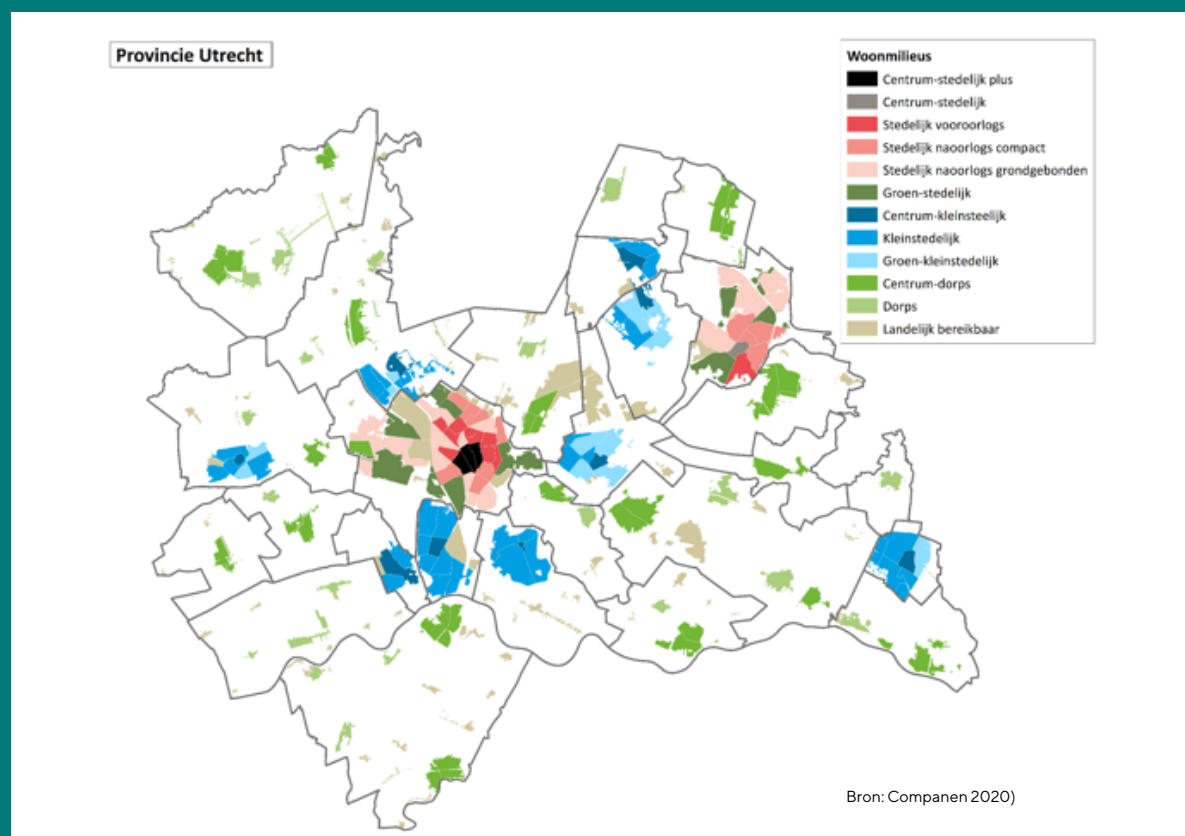 Provincie Utrecht
Woonmilieus
Centrum-stedelijk plus
Centrum-stedelijk
Stedelijk vooroorlogs
Stedelijk naoorlogs compact
Stedelijk naoorlogs grondgebonden
Groen-stedelijk
Centrum-kleinsteelijk
Kleinstedelijk
Groen-kleinstedelijk
Centrum-dorps
Dorps
Landelijk bereikbaar
Bron: Companen 2020)